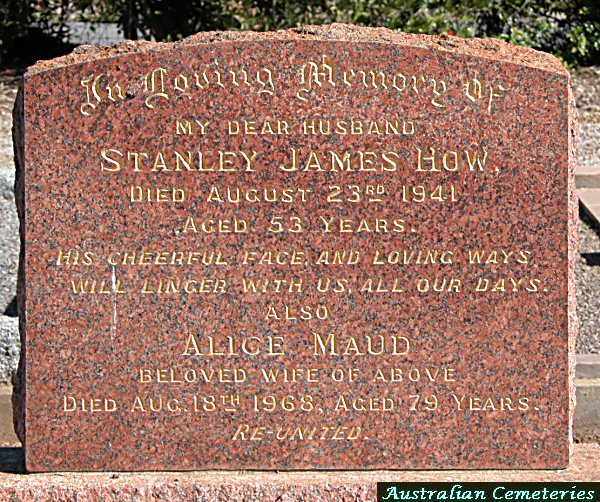 In Loving Memory Of
MY DEAR HUSBAND
STANLEY JAMES HOW,
DIED AUGUST 23RD 1941
AGED 53 YEARS.
HIS CHEERFUL FACE, AND LOVING WAYS,
WILL LINGER WITH US, ALL OUR DAYS.
ALSO
ALICE MAUD
BELOVED WIFE OF ABOVE
DIED AUG. 18TH 1968, AGED 79 YEARS.
RE-UNITED.
Australian Cemeteries